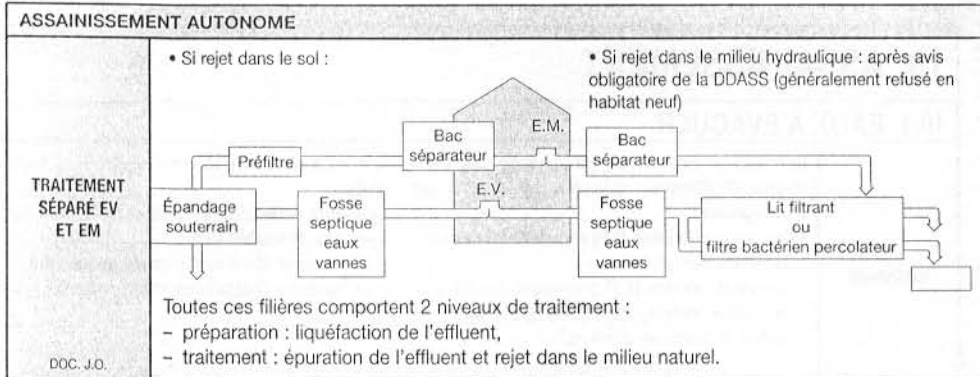 ASSAINISSEMENT AUTONOME
TRAITEMENT
SÉPARÉ EV
ET EM
DOC. J.O.
• Si rejet dans le sol :
• Si rejet dans le milieu hydraulique : après avis
obligatoire de la DDASS (généralement refusé en
habitat neuf)
Préfiltre
Bac
séparateur
E.M.
Bac
séparateur
Épandage
souterrain
Fosse
septique
eaux
vannes
E.V.
Fosse
septique
eaux
vannes
Lit filtrant
ou
filtre bactérien percolateur
Toutes ces filières comportent 2 niveaux de traitement :
– préparation : liquéfaction de l'effluent,
– traitement : épuration de l'effluent et rejet dans le milieu naturel.